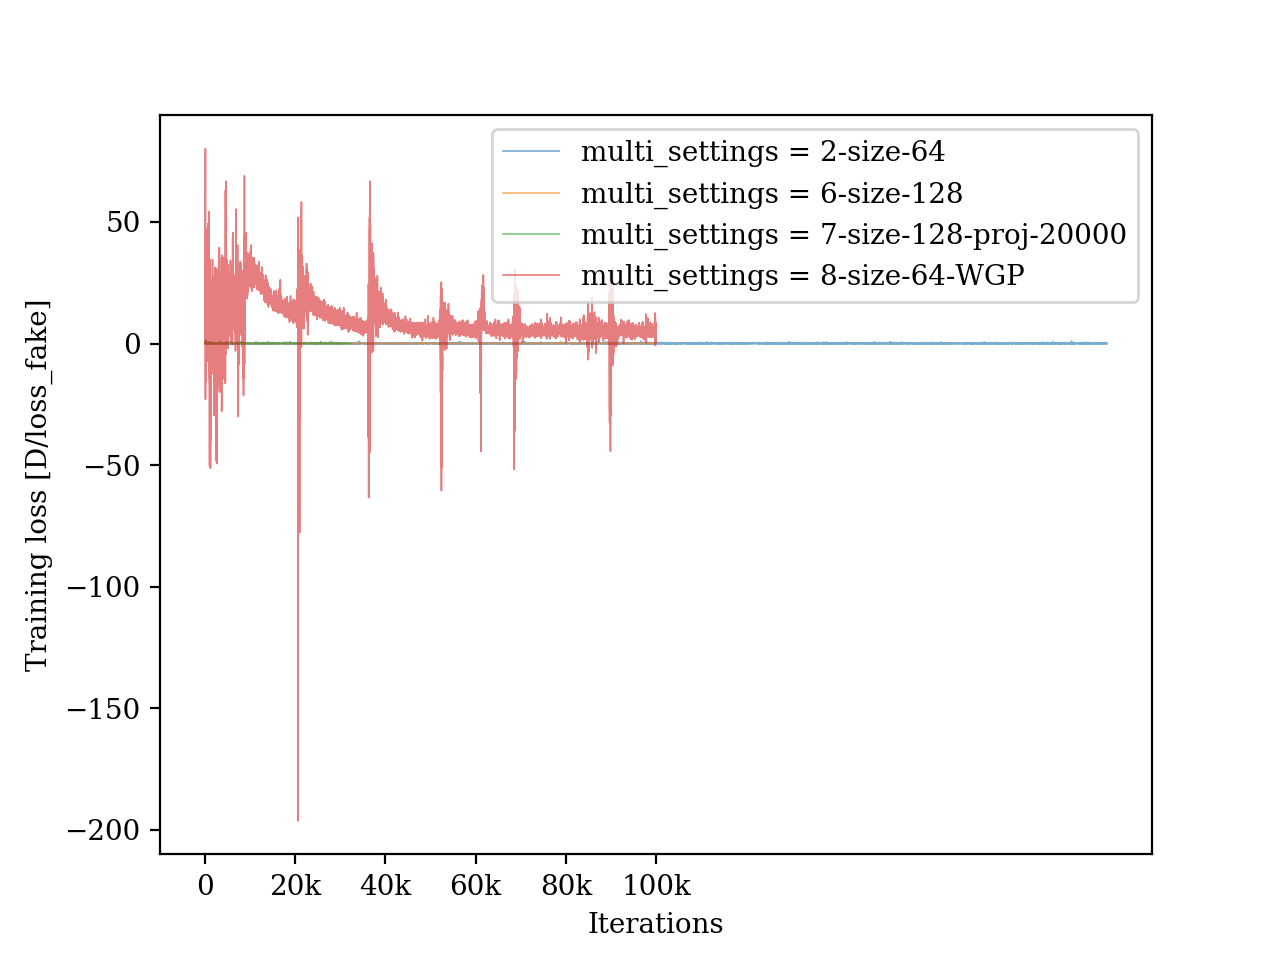 multi_settings = 2-size-64
multi_settings = 6-size-128
multi_settings = 7-size-128-proj-20000
multi_settings = 8-size-64-WGP
Training loss [D/loss_fake]
50
0
−50
−100
−150
−200
0 20k 40k 60k 80k 100k
Iterations